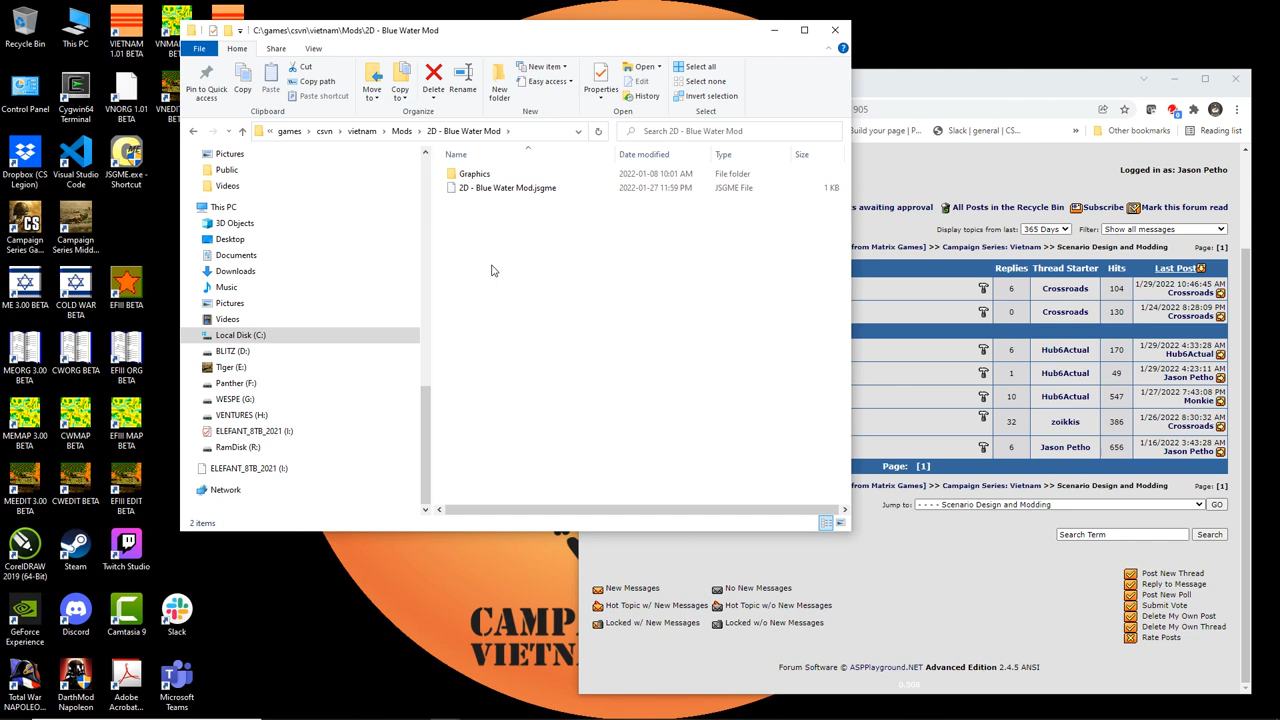 C:\games\csvn\vietnam\Mods\2D - Blue Water Mod
File Home Share View
Pin to Quick access
Copy
Paste
Cut
Copy path
Paste shortcut
Clipboard
Move to
Copy to
Delete
Rename
Organize
New folder
New item
Easy access
New
Properties
Open
Edit
History
Open
Select all
Select none
Invert selection
Select
games csvn vietnam Mods 2D - Blue Water Mod
Search 2D - Blue Water Mod
Name Date modified Type Size
Graphics 2022-01-08 10:01 AM File folder
2D - Blue Water Mod.jsgme 2022-01-27 11:59 PM JSGME File 1 KB
Pictures
Public
Videos
This PC
3D Objects
Desktop
Documents
Downloads
Music
Pictures
Videos
Local Disk (C:)
BLITZ (D:)
TIger (E:)
Panther (F:)
WESPE (G:)
VENTURES (H:)
ELEFANT_8TB_2021 (I:)
RamDisk (R:)
ELEFANT_8TB_2021 (I:)
Network
2 items
Recycle Bin
This PC
VIETNAM 1.01 BETA
Control Panel
Cygwin64 Terminal
VNORG 1.01 BETA
Dropbox (CS Legion)
Visual Studio Code
JSGME.exe - Shortcut
Campaign Series Ga...
Campaign Series Midd...
ME 3.00 BETA
COLD WAR BETA
EFIII BETA
MEORG 3.00 BETA
CWORG BETA
EFIII ORG BETA
MEMAP 3.00 BETA
CWMAP BETA
EFIII MAP BETA
MEEDIT 3.00 BETA
CWEDIT BETA
EFIII EDIT BETA
CorelDRAW 2019 (64-Bit)
Steam
Twitch Studio
GeForce Experience
Discord
Camtasia 9
Slack
Total War NAPOLEO...
DarthMod Napoleon
Adobe Acrobat...
Microsoft Teams
905
Build your page | P...
Slack | general | CS...
Other bookmarks
Reading list
Logged in as: Jason Petho
s awaiting approval All Posts in the Recycle Bin Subscribe Mark this forum read
Display topics from last: 365 Days Filter: Show all messages
from Matrix Games] >> Campaign Series: Vietnam >> Scenario Design and Modding Page: [1]
Replies Thread Starter Hits Last Post
6 Crossroads 104 1/29/2022 10:46:45 AM Crossroads
0 Crossroads 130 1/24/2022 8:28:09 PM Crossroads
6 Hub6Actual 170 1/29/2022 4:33:28 AM Hub6Actual
1 Hub6Actual 49 1/29/2022 4:23:11 AM Jason Petho
10 Hub6Actual 547 1/27/2022 7:43:08 PM Monkie
32 zoikkis 386 1/26/2022 8:30:32 AM Crossroads
6 Jason Petho 656 1/16/2022 3:43:28 AM Jason Petho
Page: [1]
from Matrix Games] >> Campaign Series: Vietnam >> Scenario Design and Modding Page: [1]
Jump to: - - - - Scenario Design and Modding GO
Search Term Search
New Messages No New Messages
Hot Topic w/ New Messages Hot Topic w/o New Messages
Locked w/ New Messages Locked w/o New Messages
Post New Thread
Reply to Message
Post New Poll
Submit Vote
Delete My Own Post
Delete My Own Thread
Rate Posts
Forum Software © ASPPlayground.NET Advanced Edition 2.4.5 ANSI
0.508
CAMP
VIETN